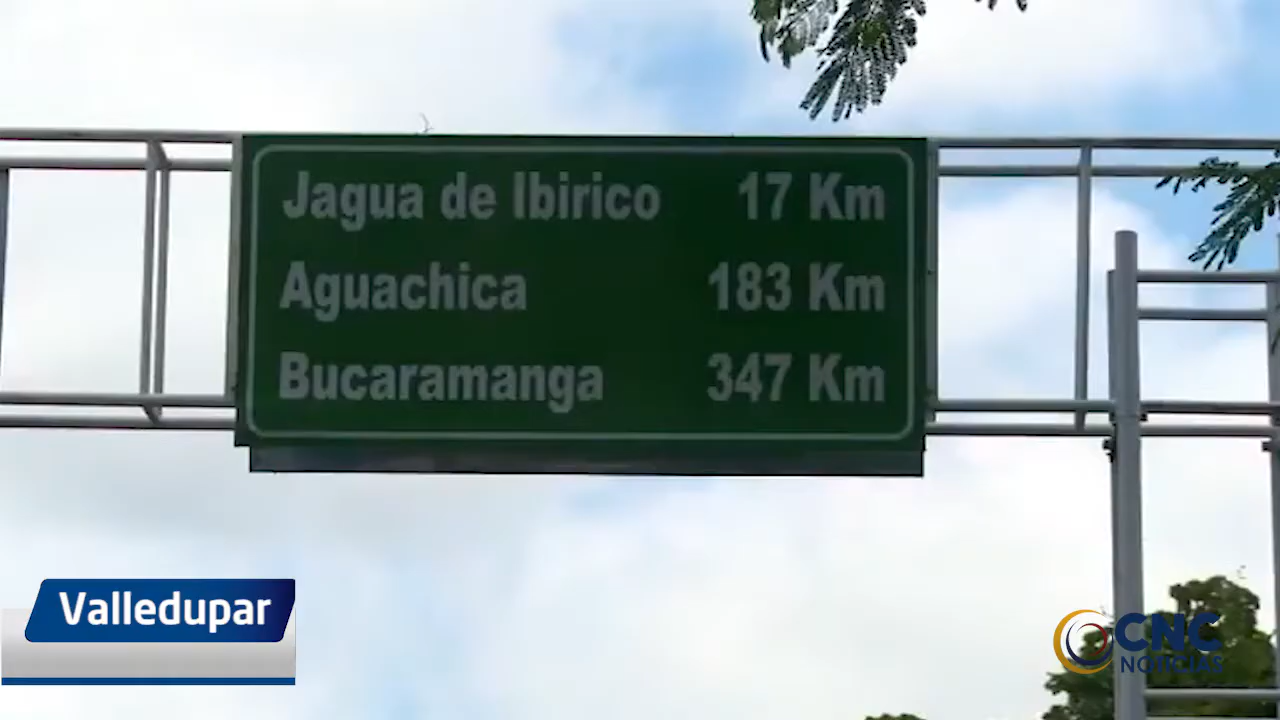 Jagua de Ibirico 17 Km
Aguachica 183 Km
Bucaramanga 347 Km
Valledupar
CNC
NOTICIAS